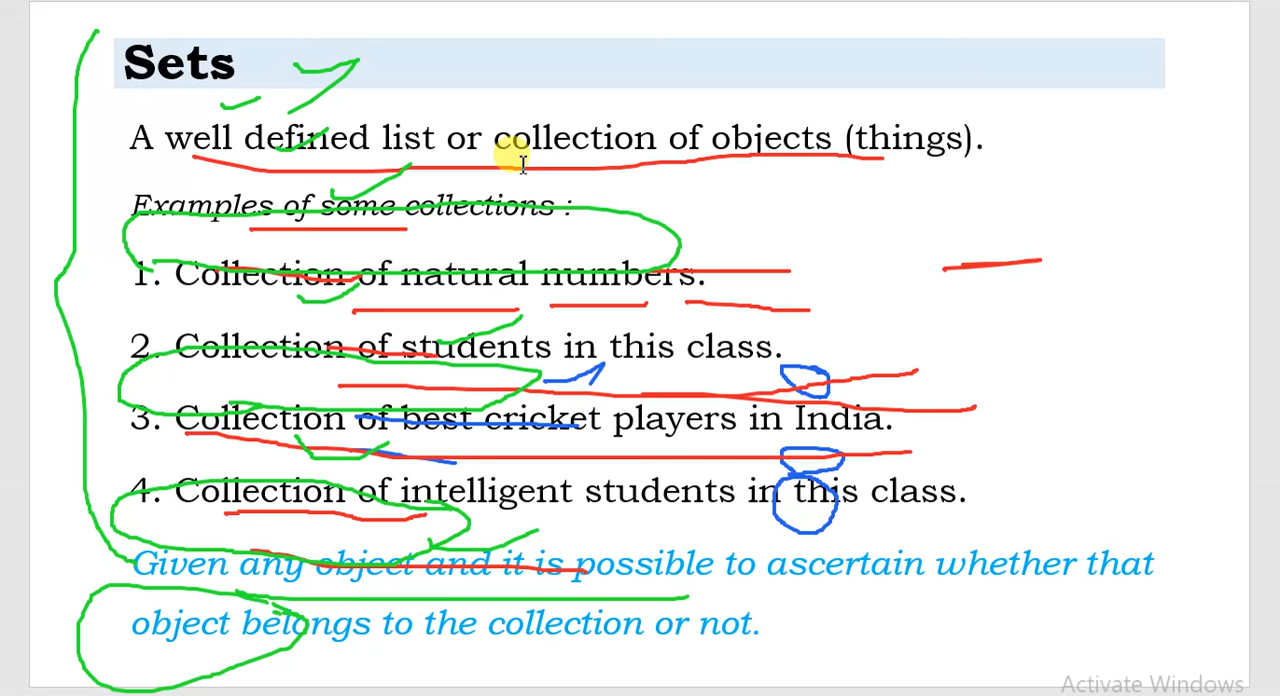 Sets
A well defined list or collection of objects (things).
Examples of some collections :
1. Collection of natural numbers.
2. Collection of students in this class.
3. Collection of best cricket players in India.
4. Collection of intelligent students in this class.
Given any object and it is possible to ascertain whether that
object belongs to the collection or not.
Activate Windows